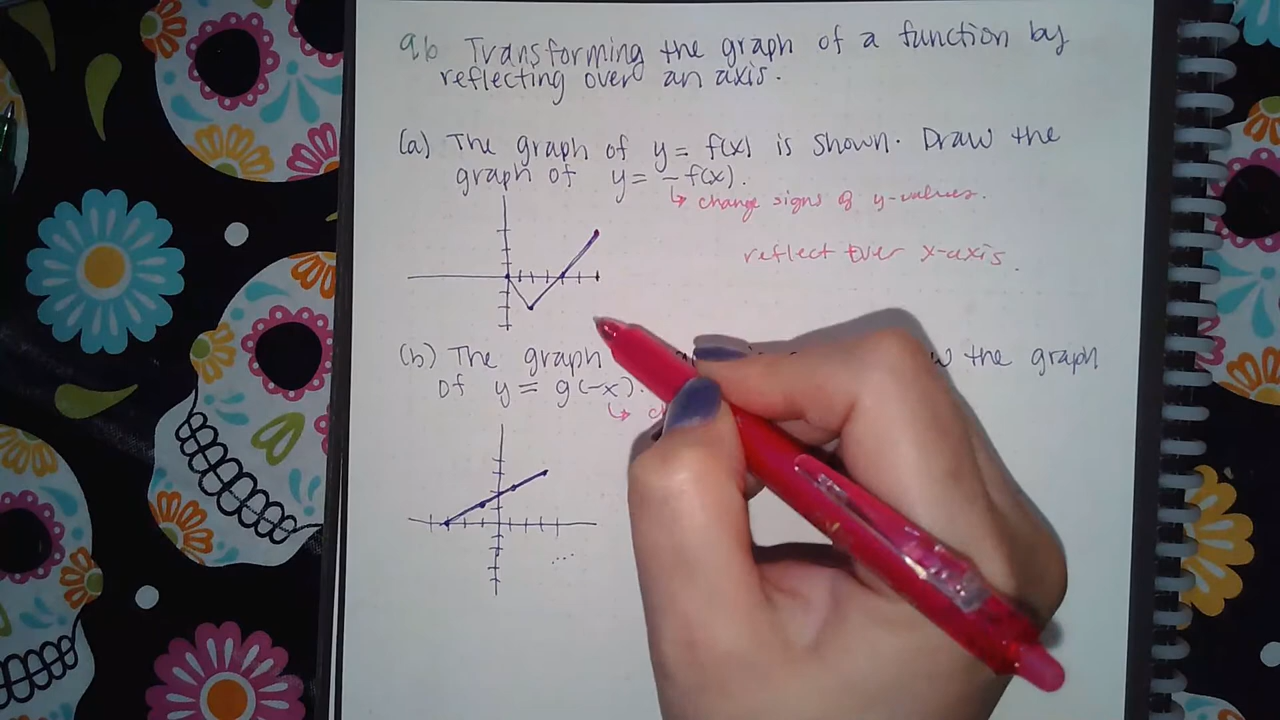 9b Transforming the graph of a function by
reflecting over an axis.
(a) The graph of y = f(x) is shown. Draw the
graph of y = -f(x).
↳ change signs of y-values.
reflect over x-axis.
(b) The graph the graph
of y = g(-x).